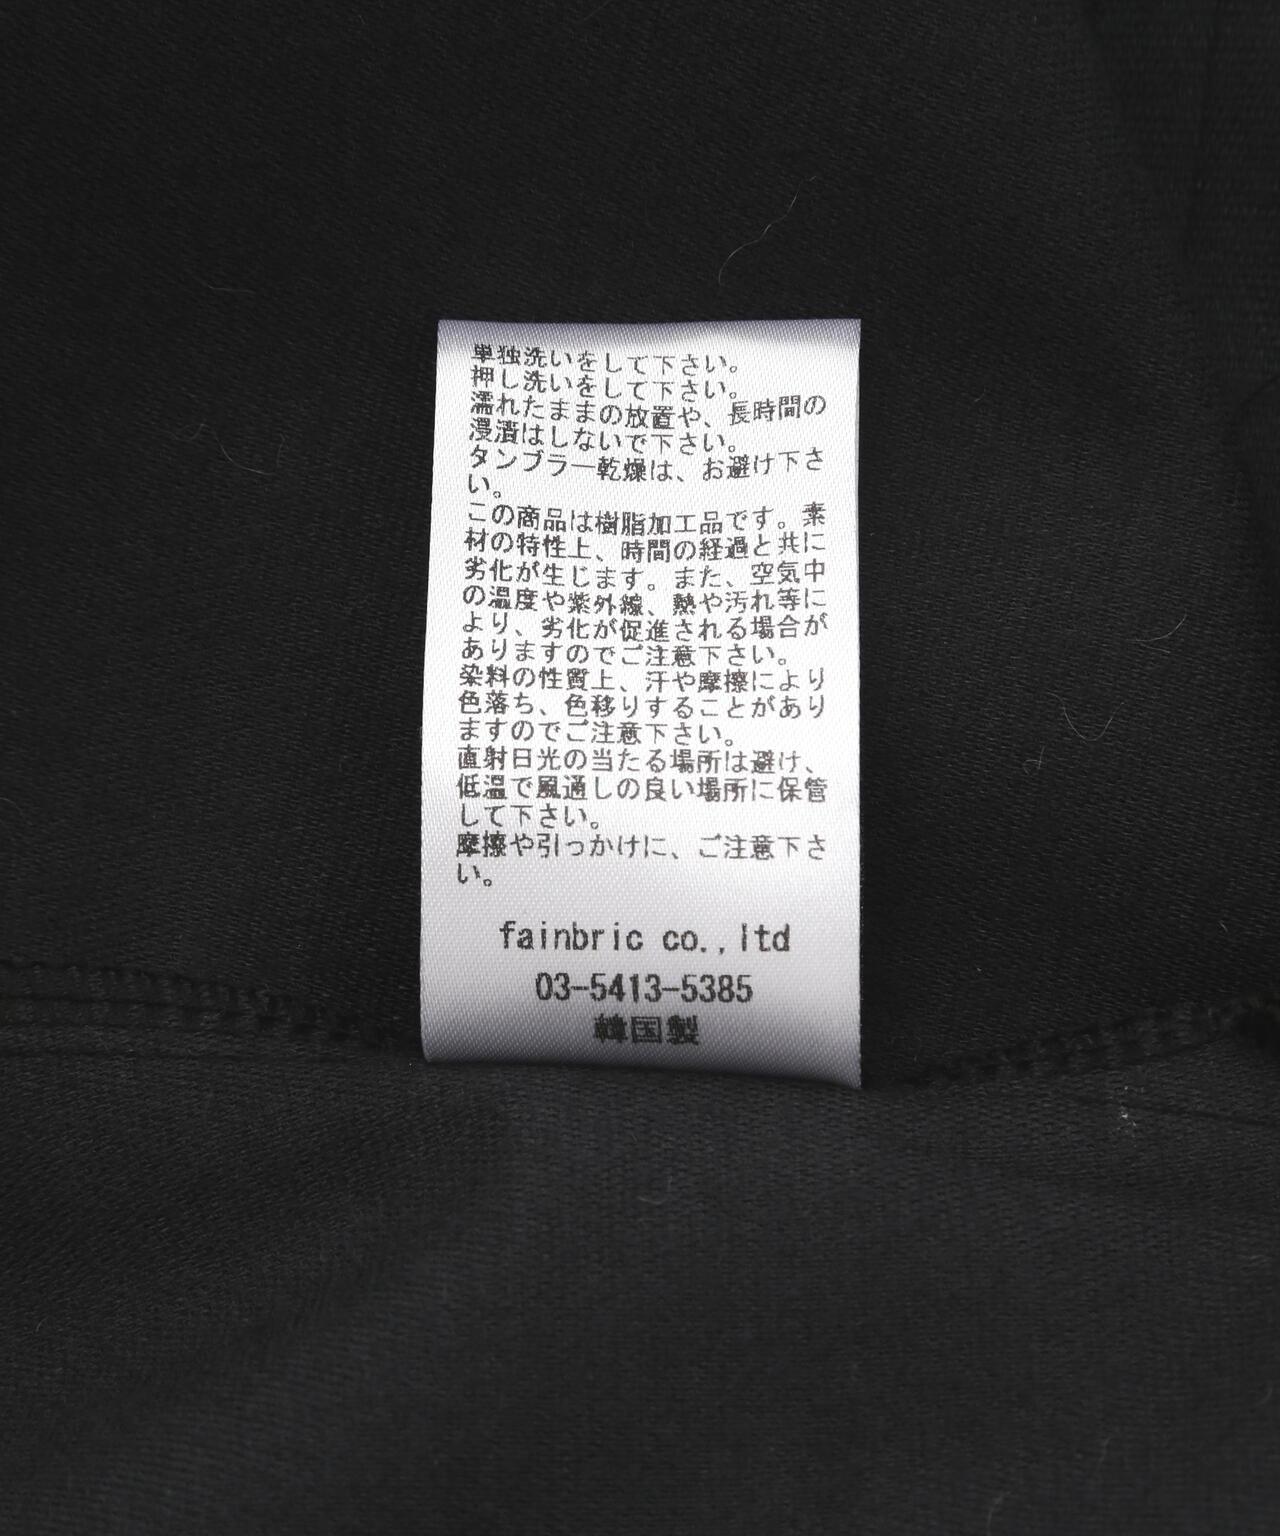 単独洗いをして下さい。
押し洗いをして下さい。
濡れたままの放置や、長時間の
浸漬はしないで下さい。
タンブラー乾燥は、お避け下さ
い。
この商品は樹脂加工品です。素
材の特性上、時間の経過と共に
劣化が生じます。また、空気中
の温度や紫外線、熱や汚れ等に
より、劣化が促進される場合が
ありますのでご注意下さい。
染料の性質上、汗や摩擦により
色落ち、色移りすることがあり
ますのでご注意下さい。
直射日光の当たる場所は避け、
低温で風通しの良い場所に保管
して下さい。
摩擦や引っかけに、ご注意下さ
い。
fainbric co.,ltd
03-5413-5385
韓国製